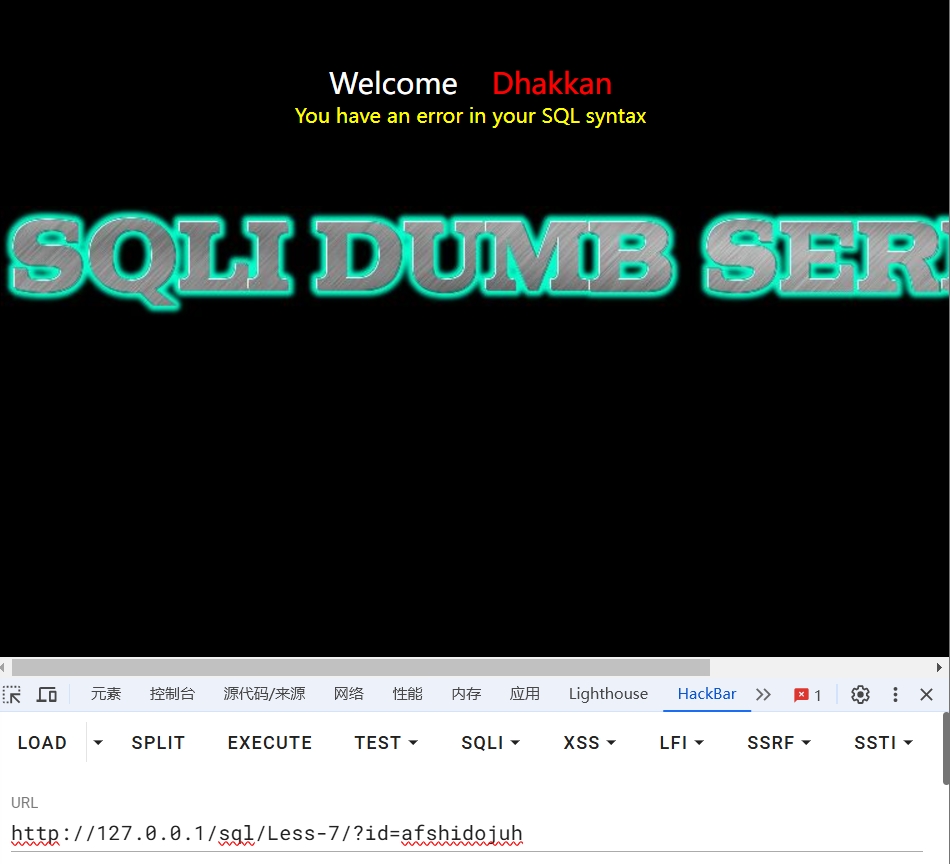 Welcome Dhakkan
You have an error in your SQL syntax
SQLI DUMB SERI
元素 控制台 源代码/来源 网络 性能 内存 应用 Lighthouse HackBar 1
LOAD SPLIT EXECUTE TEST SQLI XSS LFI SSRF SSTI
URL
http://127.0.0.1/sql/Less-7/?id=afshidojuh